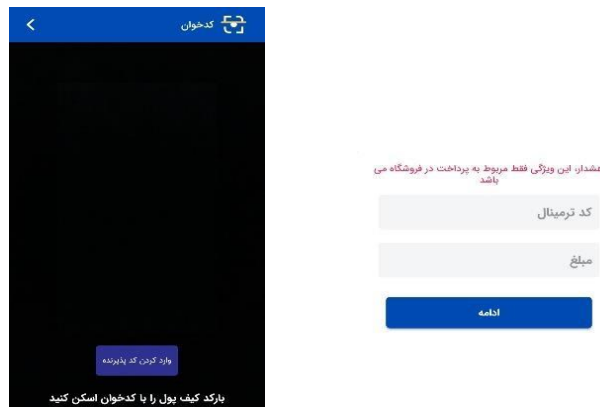 کدخوان
وارد کردن کد پذیرنده
بارکد کیف پول را با کدخوان اسکن کنید
هشدار، این ویژگی فقط مربوط به پرداخت در فروشگاه می
باشد
کد ترمینال
مبلغ
ادامه